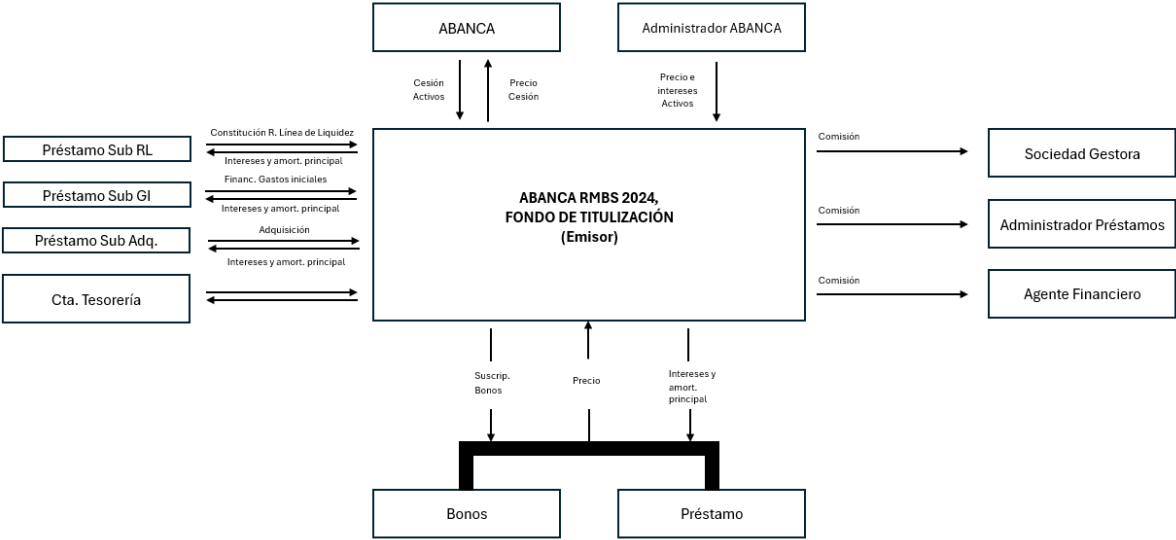 ABANCA
Administrador ABANCA
Cesión
Activos
Precio
Cesión
Precio e
intereses
Activos
Constitución R. Línea de Liquidez
Préstamo Sub RL
Intereses y amort. principal
Financ. Gastos iniciales
Préstamo Sub GI
Intereses y amort. principal
Adquisición
Préstamo Sub Adq.
Intereses y amort. principal
Cta. Tesorería
ABANCA RMBS 2024,
FONDO DE TITULIZACIÓN
(Emisor)
Comisión
Sociedad Gestora
Comisión
Administrador Préstamos
Comisión
Agente Financiero
Suscrip.
Bonos
Precio
Intereses y
amort.
principal
Bonos
Préstamo